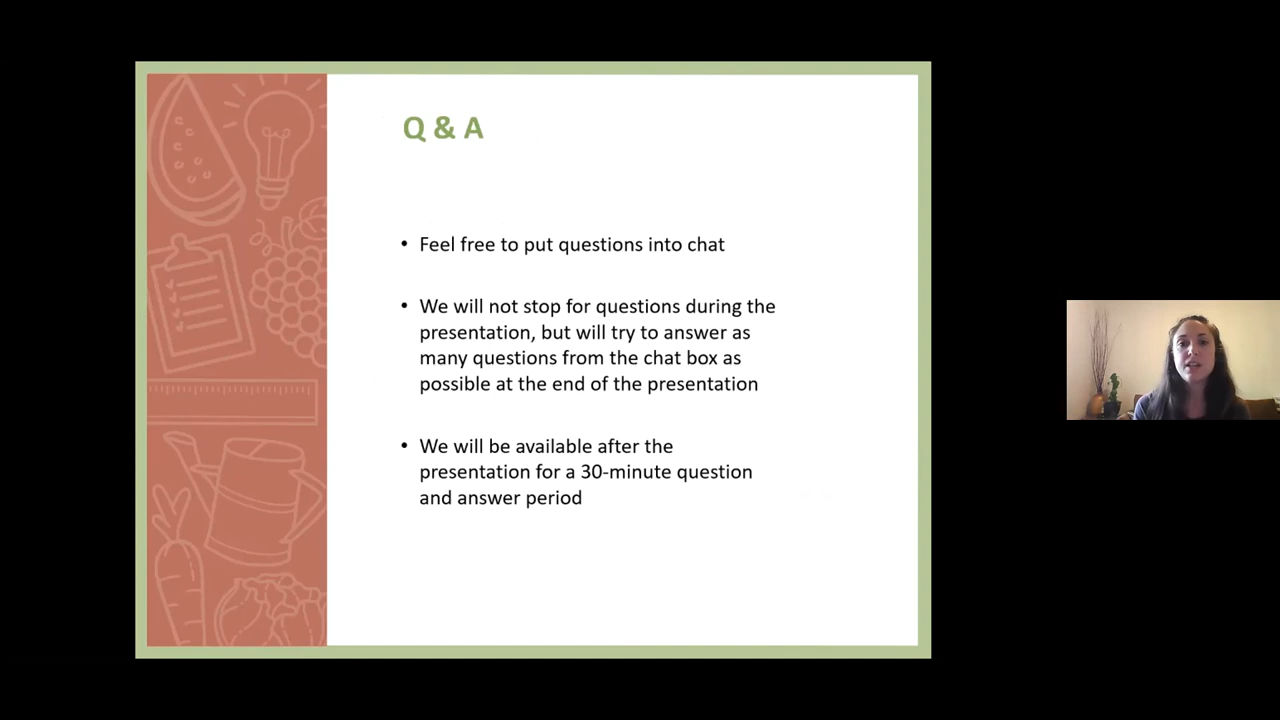 Q & A
• Feel free to put questions into chat
• We will not stop for questions during the
presentation, but will try to answer as
many questions from the chat box as
possible at the end of the presentation
• We will be available after the
presentation for a 30-minute question
and answer period